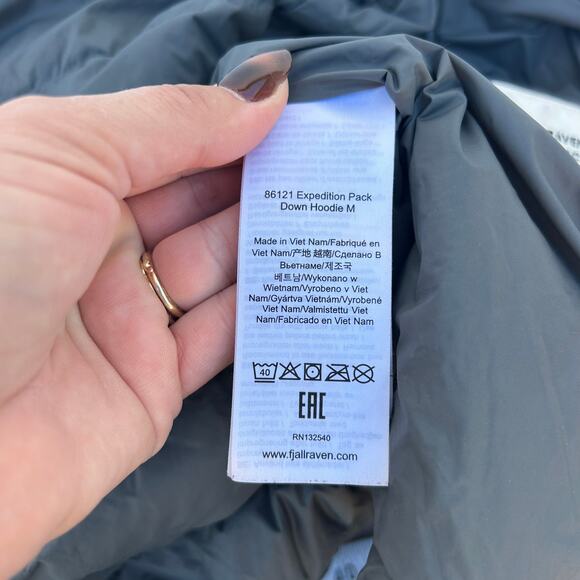 86121 Expedition Pack
Down Hoodie M
Made in Viet Nam/Fabriqué en
Viet Nam/产地 越南/Сделано В
Вьетнаме/제조국
베트남/Wykonano w
Wietnam/Vyrobeno v Viet
Nam/Gyártva Vietnám/Vyrobené
Viet Nam/Valmistettu Viet
Nam/Fabricado en Viet Nam
40
EAC
RN132540
www.fjallraven.com